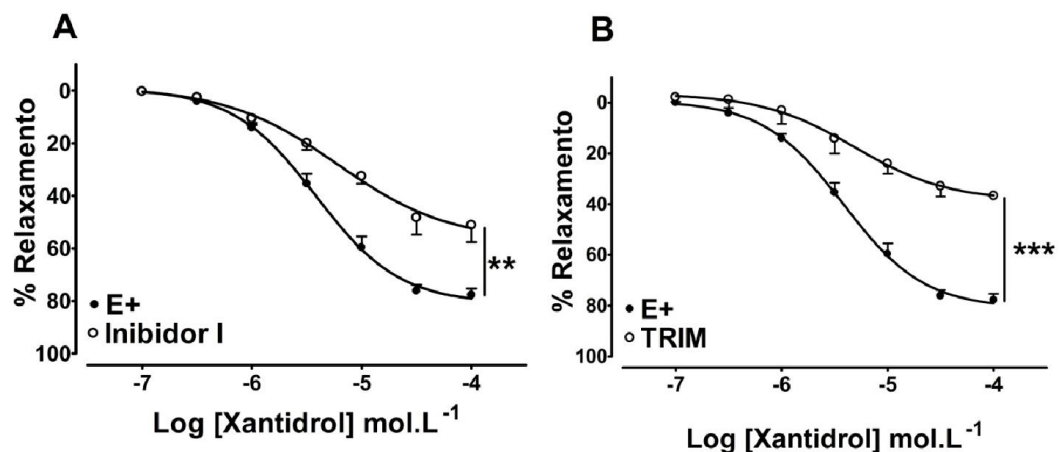 A
% Relaxamento
0
20
40
60
80
100
**
E+
Inibidor I
-7 -6 -5 -4
Log [Xantidrol] mol.L⁻¹
B
% Relaxamento
0
20
40
60
80
100
***
E+
TRIM
-7 -6 -5 -4
Log [Xantidrol] mol.L⁻¹